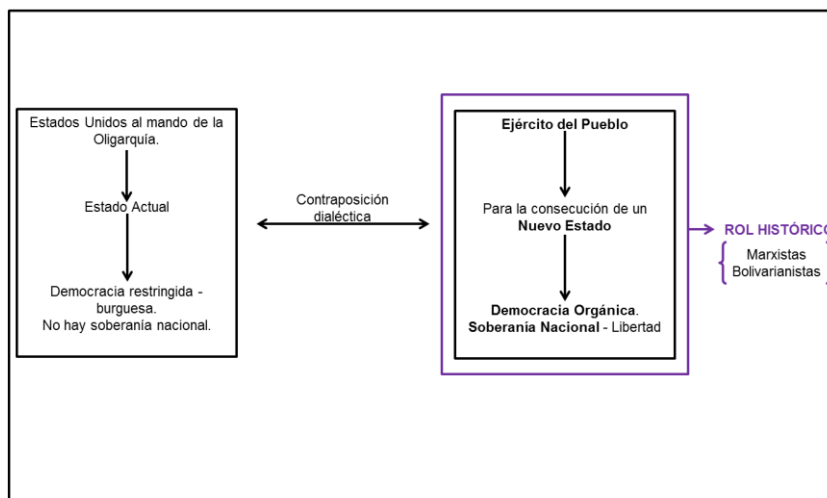 Estados Unidos al mando de la
Oligarquía.
Estado Actual
Democracia restringida -
burguesa.
No hay soberanía nacional.
Contraposición
dialéctica
Ejército del Pueblo
Para la consecución de un
Nuevo Estado
Democracia Orgánica.
Soberanía Nacional - Libertad
ROL HISTÓRICO
Marxistas
Bolivarianistas